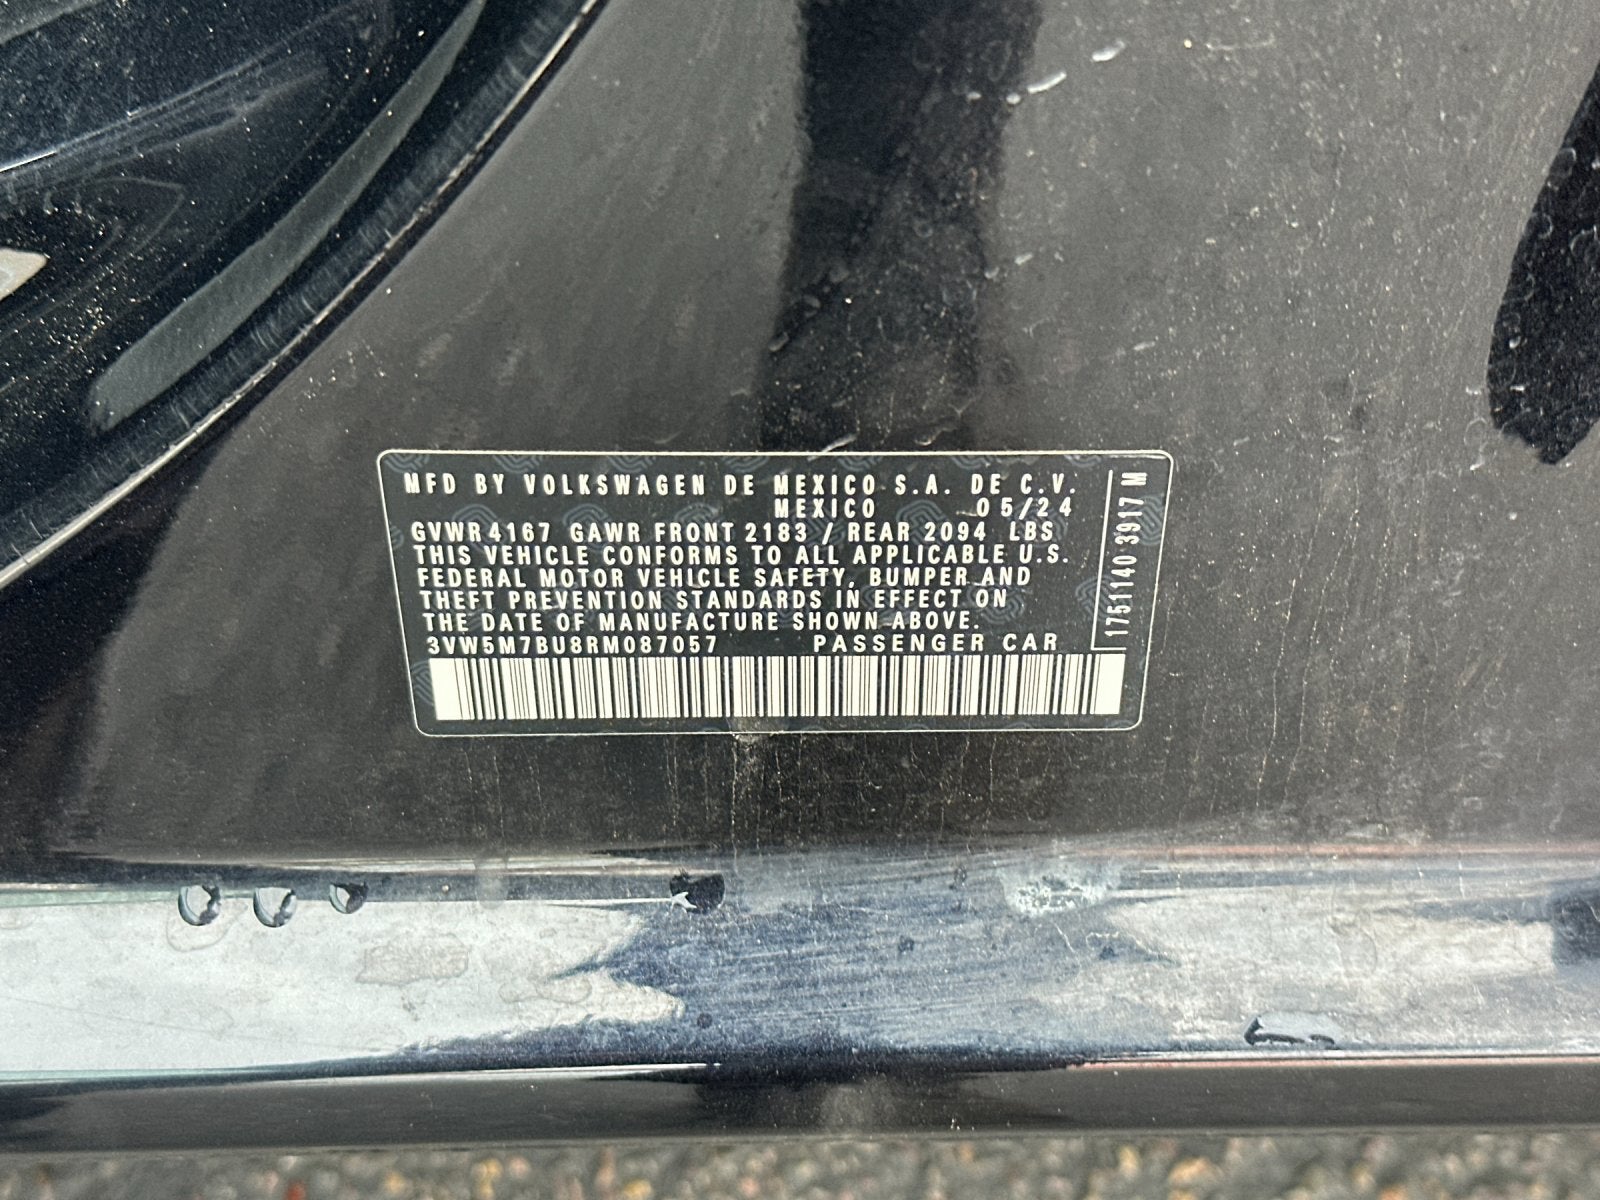 MFD BY VOLKSWAGEN DE MEXICO S.A. DE C.V.
MEXICO 05/24
GVWR 4167 GAWR FRONT 2183 / REAR 2094 LBS
THIS VEHICLE CONFORMS TO ALL APPLICABLE U.S.
FEDERAL MOTOR VEHICLE SAFETY, BUMPER AND
THEFT PREVENTION STANDARDS IN EFFECT ON
THE DATE OF MANUFACTURE SHOWN ABOVE.
3VW5M7BU8RM087057 PASSENGER CAR
1751140 3917 M